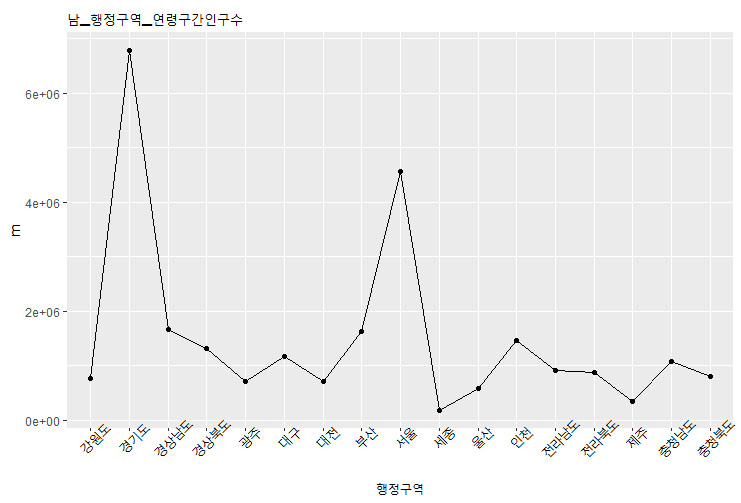 남_행정구역_연령구간인구수
6e+06
4e+06
m
2e+06
0e+00
강원도 경기도 경상남도 경상북도 광주 대구 대전 부산 서울 세종 울산 인천 전라남도 전라북도 제주 충청남도 충청북도
행정구역